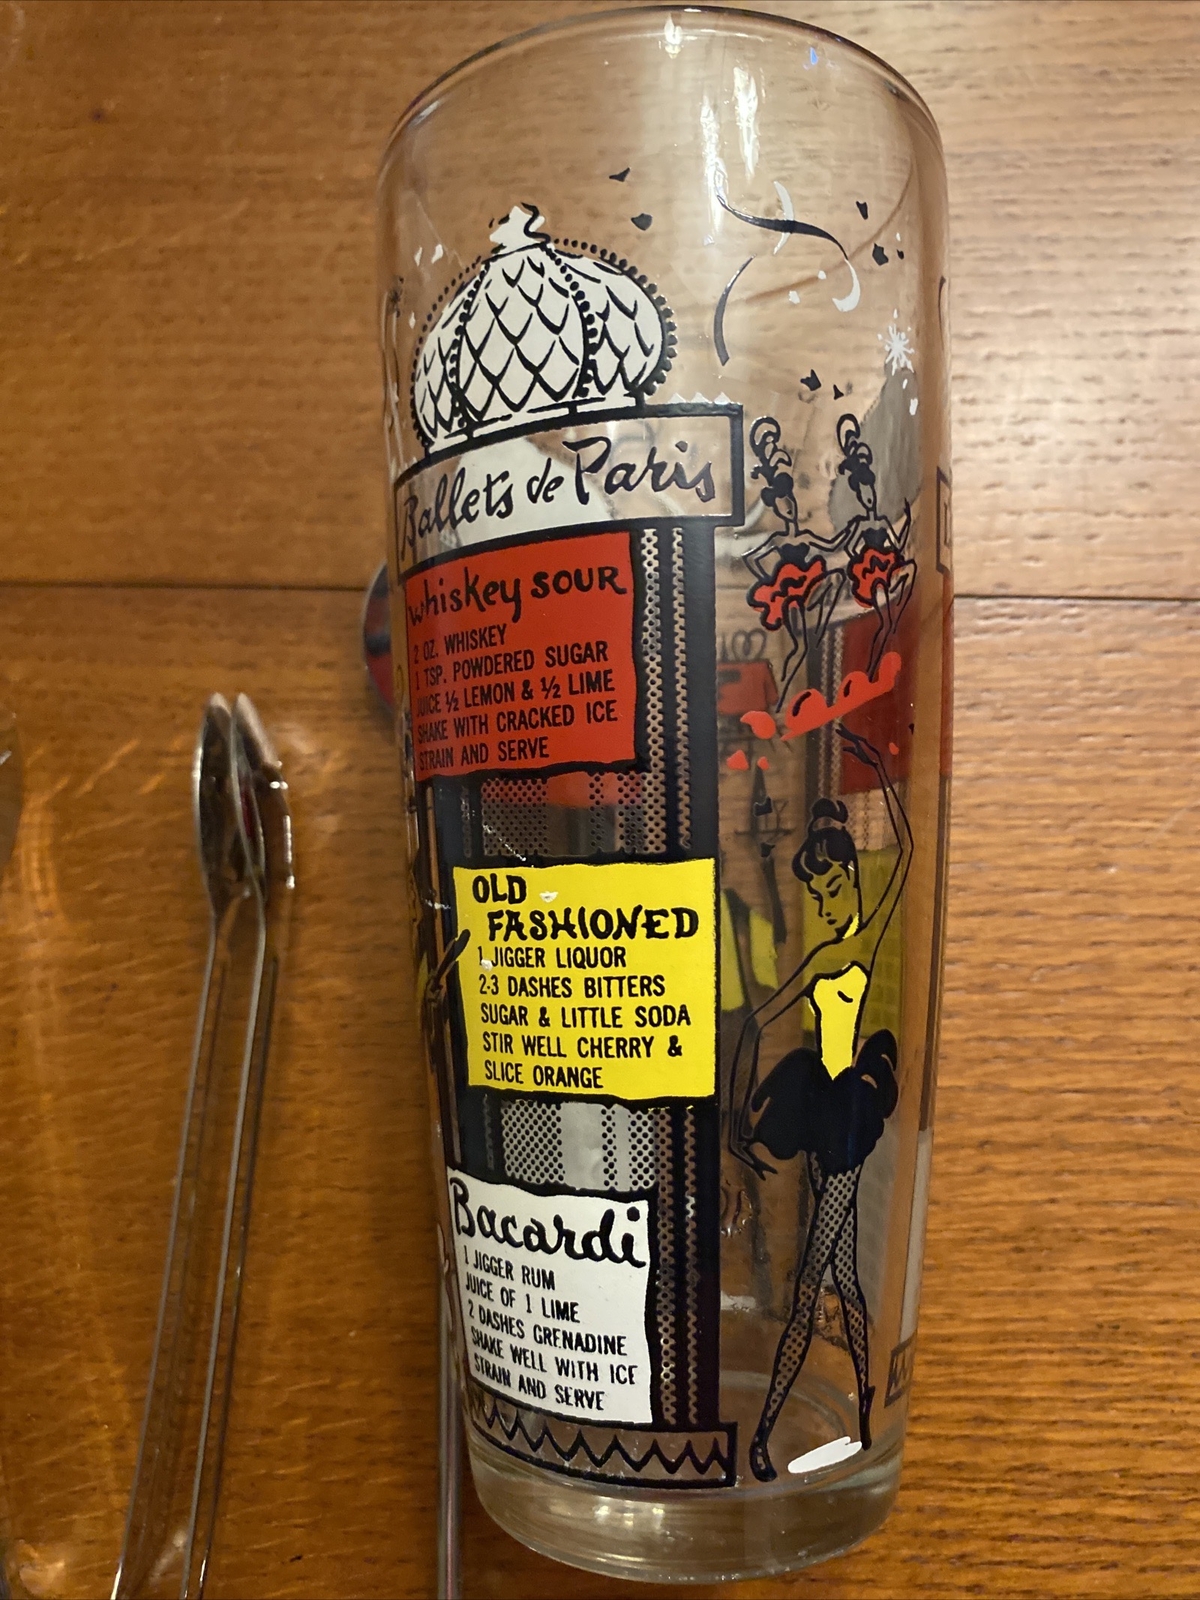 Ballets de Paris
whiskey SOUR
2 OZ. WHISKEY
1 TSP. POWDERED SUGAR
JUICE ½ LEMON & ½ LIME
SHAKE WITH CRACKED ICE
STRAIN AND SERVE
OLD
FASHIONED
1 JIGGER LIQUOR
2-3 DASHES BITTERS
SUGAR & LITTLE SODA
STIR WELL CHERRY &
SLICE ORANGE
Bacardi
1 JIGGER RUM
JUICE OF 1 LIME
2 DASHES GRENADINE
SHAKE WELL WITH ICE
STRAIN AND SERVE